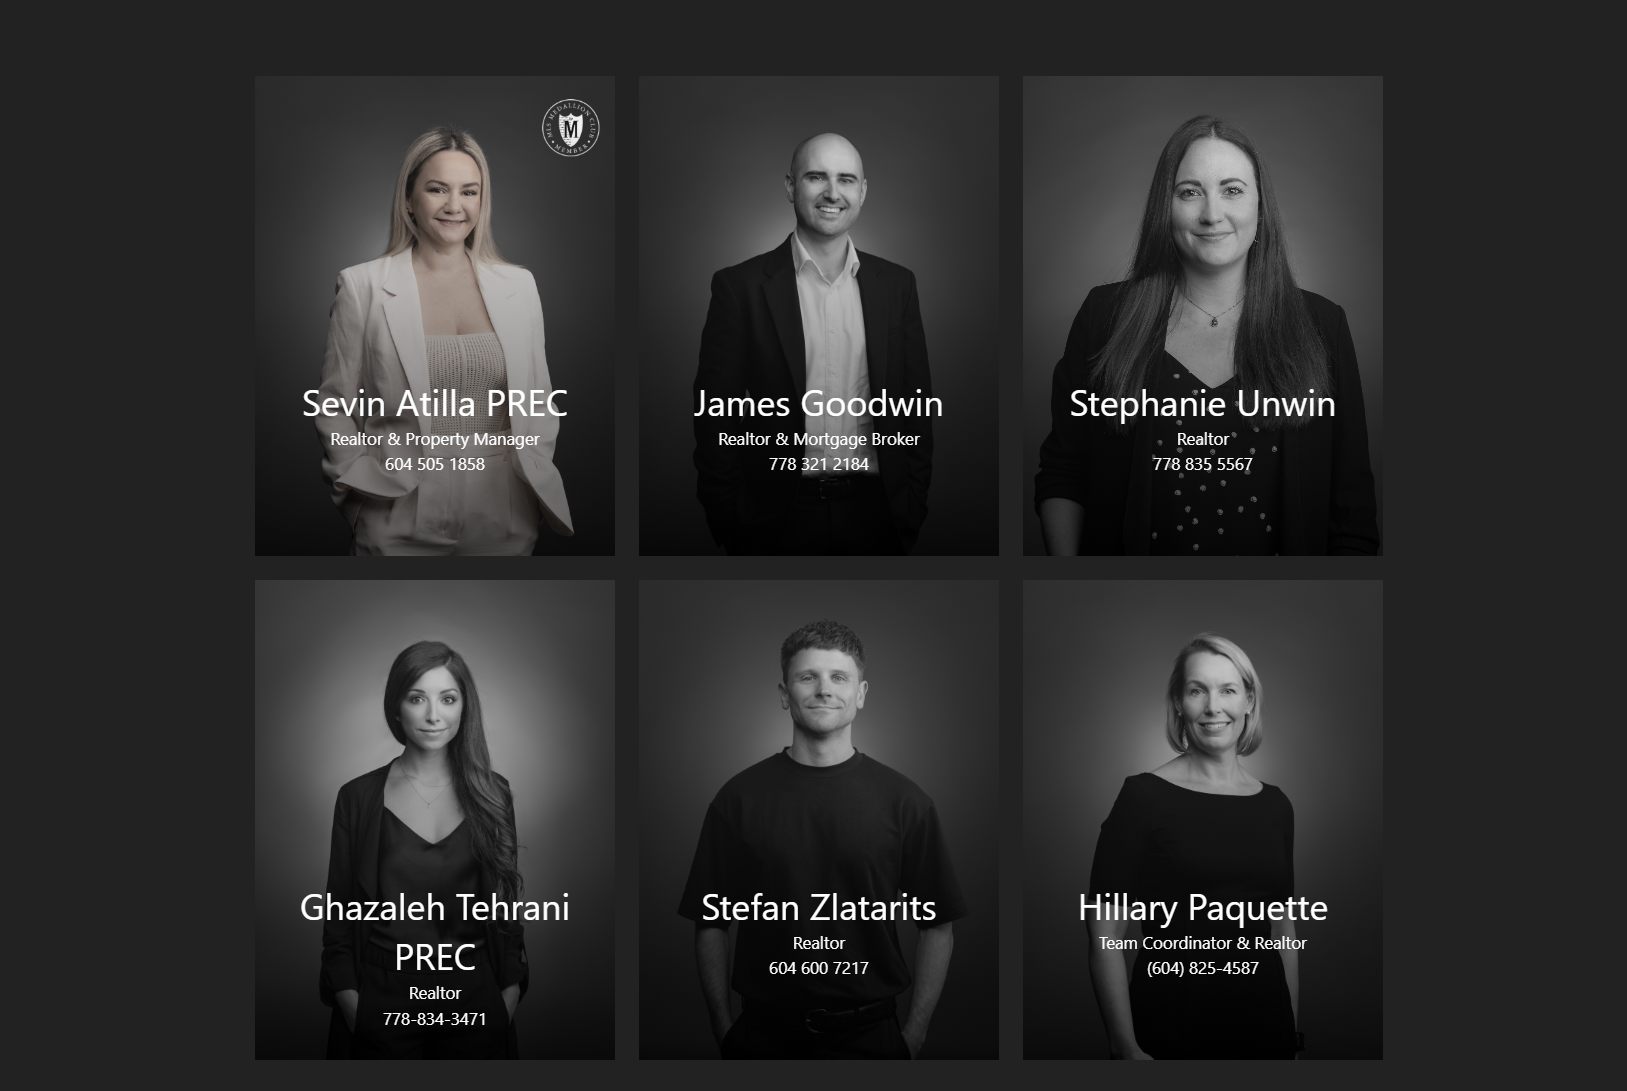 MLS MEDALLION CLUB
M
MEMBER
Sevin Atilla PREC
Realtor & Property Manager
604 505 1858
James Goodwin
Realtor & Mortgage Broker
778 321 2184
Stephanie Unwin
Realtor
778 835 5567
Ghazaleh Tehrani
PREC
Realtor
778-834-3471
Stefan Zlatarits
Realtor
604 600 7217
Hillary Paquette
Team Coordinator & Realtor
(604) 825-4587